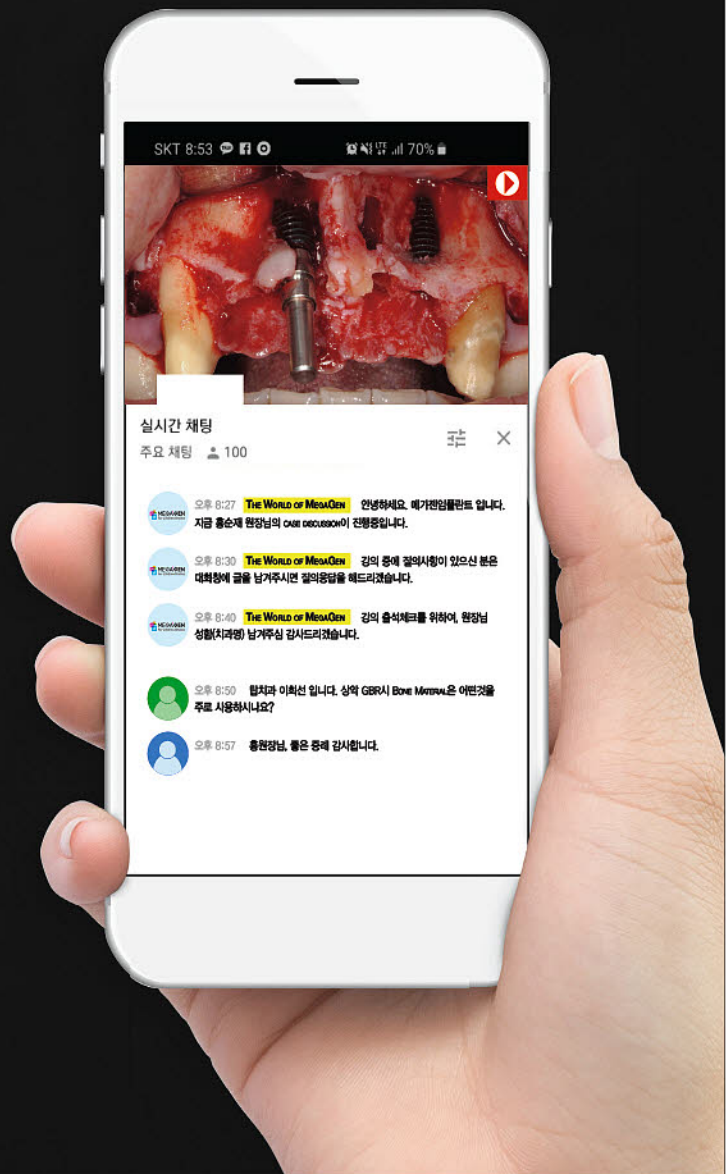 SKT 8:53
LTE 70%
실시간 채팅
주요 채팅 100
MEGAGEN 오후 8:27 THE WORLD OF MEGAGEN 안녕하세요. 메가젠임플란트 입니다.
지금 홍순재 원장님의 CASE DISCUSSION이 진행중입니다.
MEGAGEN 오후 8:30 THE WORLD OF MEGAGEN 강의 중에 질의사항이 있으신 분은
대화창에 글을 남겨주시면 질의응답을 해드리겠습니다.
MEGAGEN 오후 8:40 THE WORLD OF MEGAGEN 강의 출석체크를 위하여, 원장님
성함(치과명) 남겨주심 감사드리겠습니다.
오후 8:50 탑치과 이희선 입니다. 상악 GBR시 BONE MATERIAL은 어떤것을
주로 사용하시나요?
오후 8:57 홍원장님, 좋은 증례 감사합니다.